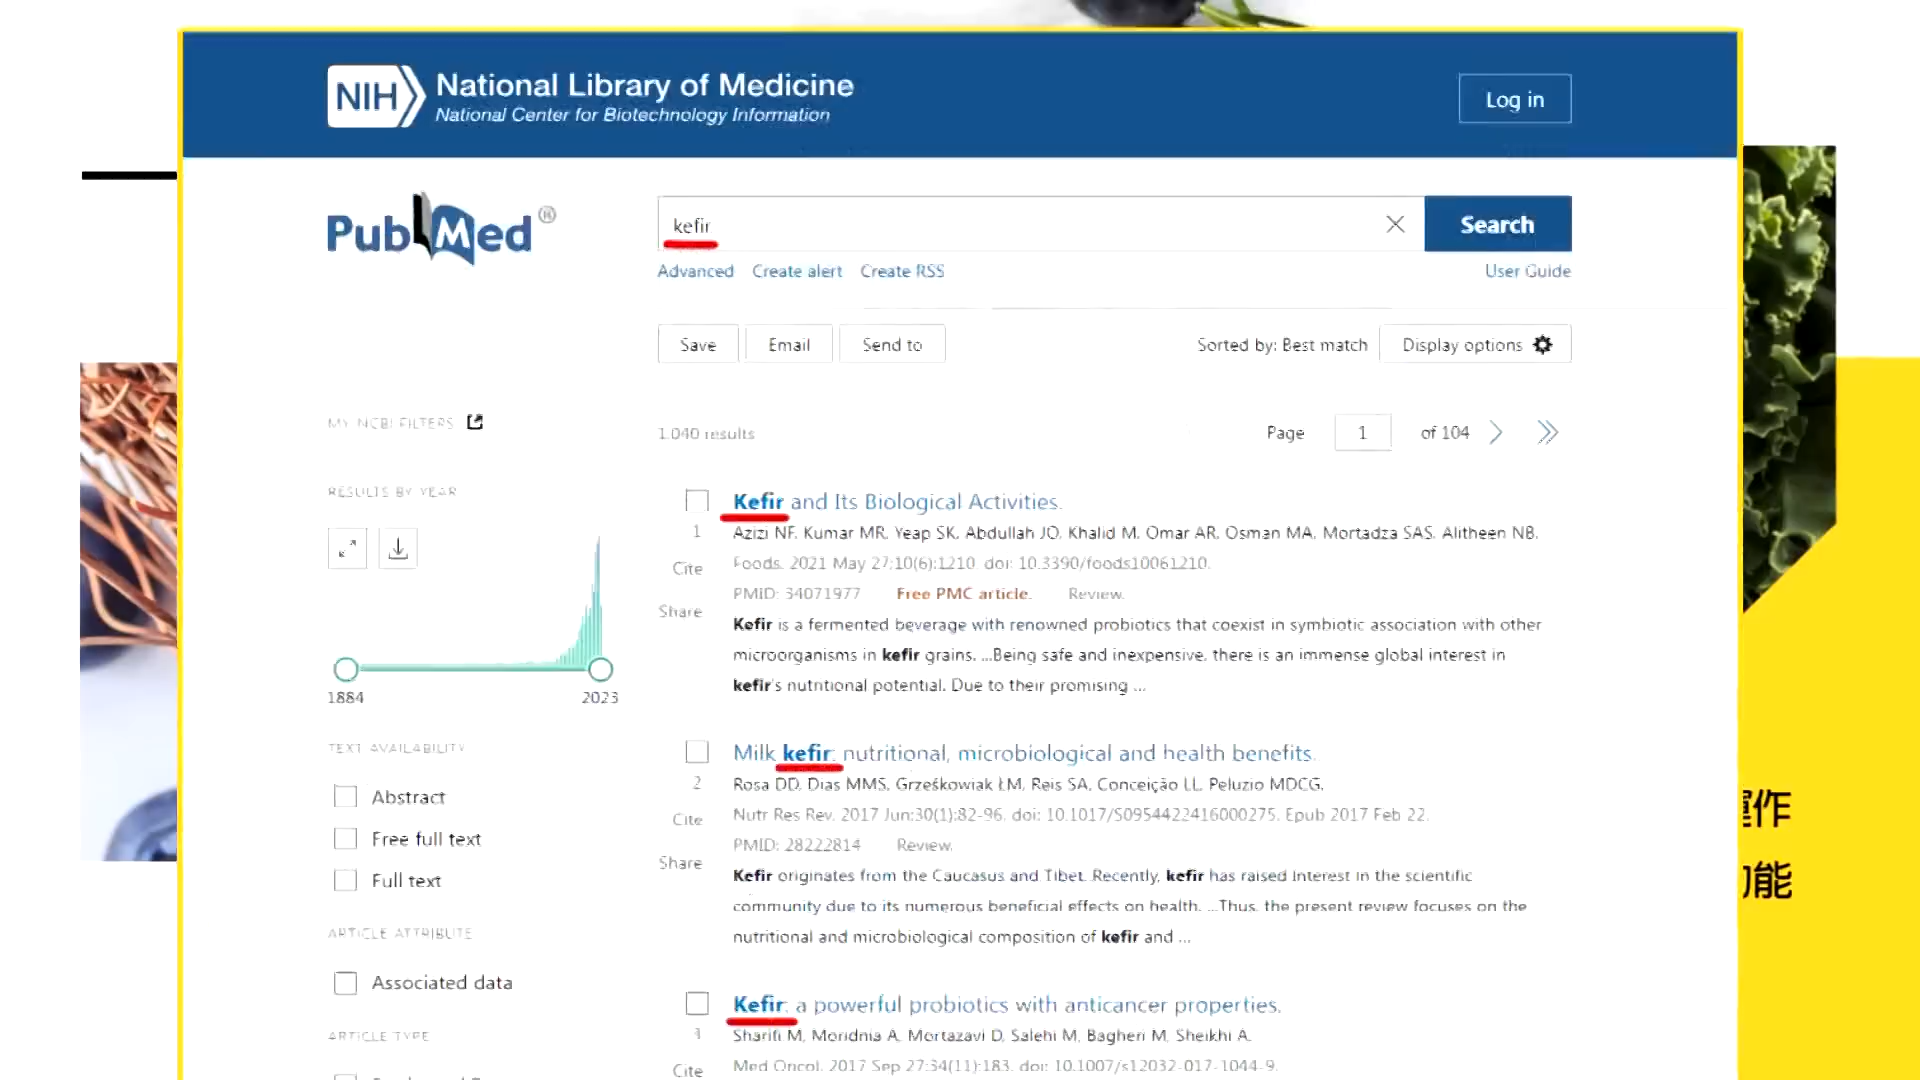 NIH National Library of Medicine
National Center for Biotechnology Information
Log in
PubMed®
kefir
Search
Advanced Create alert Create RSS
User Guide
Save Email Send to
Sorted by: Best match Display options
MY NCBI FILTERS
1,040 results
Page 1 of 104
RESULTS BY YEAR
1884 2023
TEXT AVAILABILITY
Abstract
Free full text
Full text
ARTICLE ATTRIBUTE
Associated data
ARTICLE TYPE
Kefir and Its Biological Activities.
1 Azizi NF, Kumar MR, Yeap SK, Abdullah JO, Khalid M, Omar AR, Osman MA, Mortadza SAS, Alitheen NB.
Cite Foods. 2021 May 27;10(6):1210. doi: 10.3390/foods10061210.
PMID: 34071977 Free PMC article. Review.
Share
Kefir is a fermented beverage with renowned probiotics that coexist in symbiotic association with other
microorganisms in kefir grains. ...Being safe and inexpensive, there is an immense global interest in
kefir's nutritional potential. Due to their promising ...
Milk kefir: nutritional, microbiological and health benefits.
2 Rosa DD, Dias MMS, Grześkowiak ŁM, Reis SA, Conceição LL, Peluzio MDCG.
Cite Nutr Res Rev. 2017 Jun;30(1):82-96. doi: 10.1017/S0954422416000275. Epub 2017 Feb 22.
PMID: 28222814 Review.
Share
Kefir originates from the Caucasus and Tibet. Recently, kefir has raised interest in the scientific
community due to its numerous beneficial effects on health. ...Thus, the present review focuses on the
nutritional and microbiological composition of kefir and ...
Kefir: a powerful probiotics with anticancer properties.
3 Sharifi M, Moridnia A, Mortazavi D, Salehi M, Bagheri M, Sheikhi A.
Cite Med Oncol. 2017 Sep 27;34(11):183. doi: 10.1007/s12032-017-1044-9.
作
能